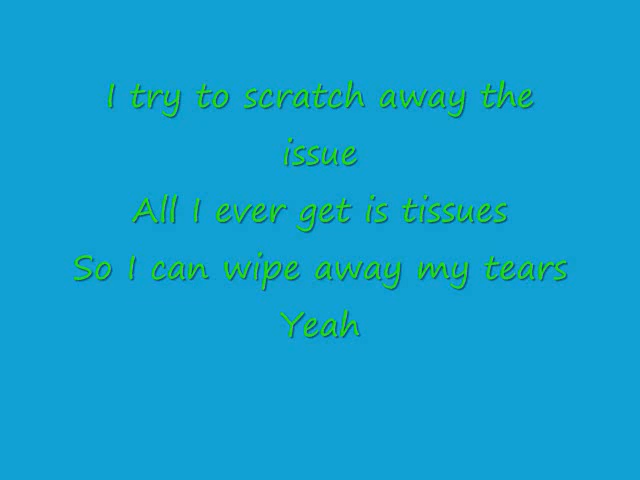 I try to scratch away the
issue
All I ever get is tissues
So I can wipe away my tears
Yeah